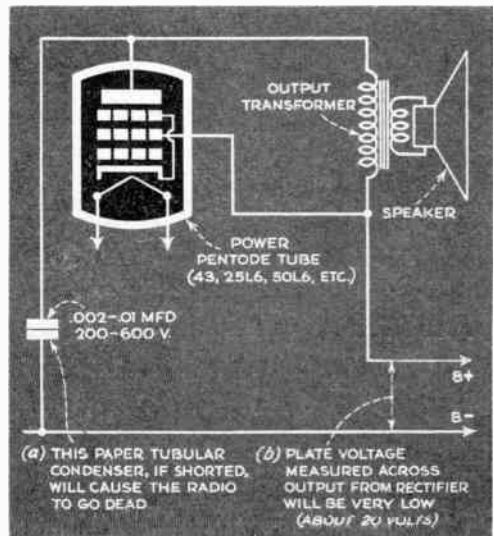 OUTPUT
TRANSFORMER
SPEAKER
POWER
PENTODE TUBE
(43, 25L6, 50L6, ETC.)
.002-.01 MFD
200-600 V.
B+
B-
(a) THIS PAPER TUBULAR
CONDENSER, IF SHORTED,
WILL CAUSE THE RADIO
TO GO DEAD
(b) PLATE VOLTAGE
MEASURED ACROSS
OUTPUT FROM RECTIFIER
WILL BE VERY LOW
(ABOUT 20 VOLTS)